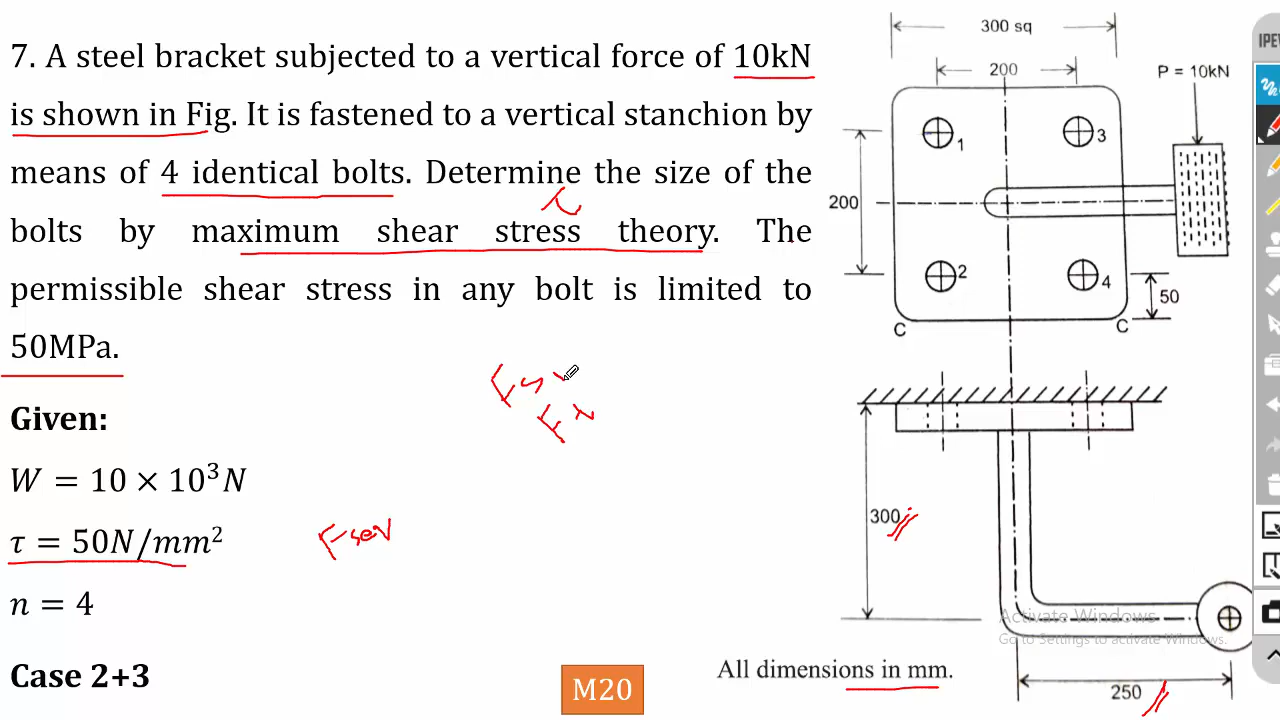 7. A steel bracket subjected to a vertical force of 10kN
is shown in Fig. It is fastened to a vertical stanchion by
means of 4 identical bolts. Determine the size of the
bolts by maximum shear stress theory. The
permissible shear stress in any bolt is limited to
50MPa.
Given:
W = 10 × 10³N
τ = 50N/mm²
n = 4
Case 2+3
M20
300 sq
200
P = 10kN
1
3
200
2
4
50
C
C
300
250
All dimensions in mm.
Activate Windows
Go to Settings to activate Windows.
IPEV